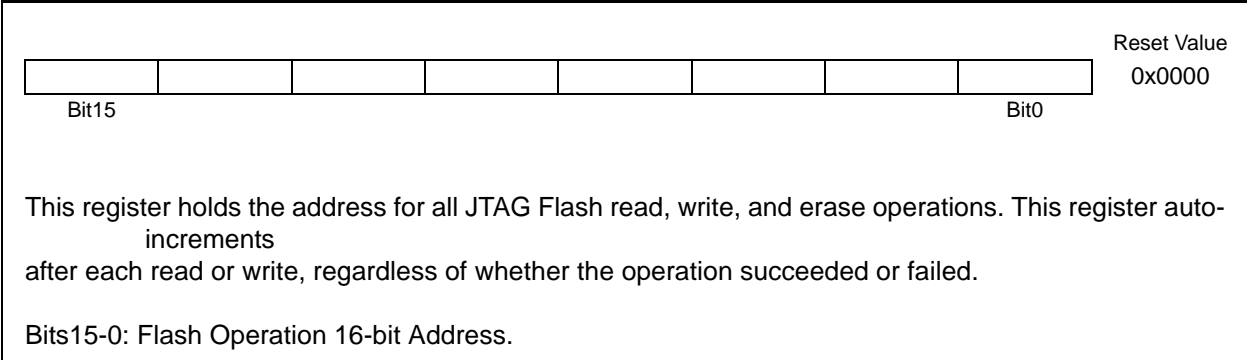 Reset Value
0x0000
Bit15
Bit0
This register holds the address for all JTAG Flash read, write, and erase operations. This register auto-
increments
after each read or write, regardless of whether the operation succeeded or failed.
Bits15-0: Flash Operation 16-bit Address.